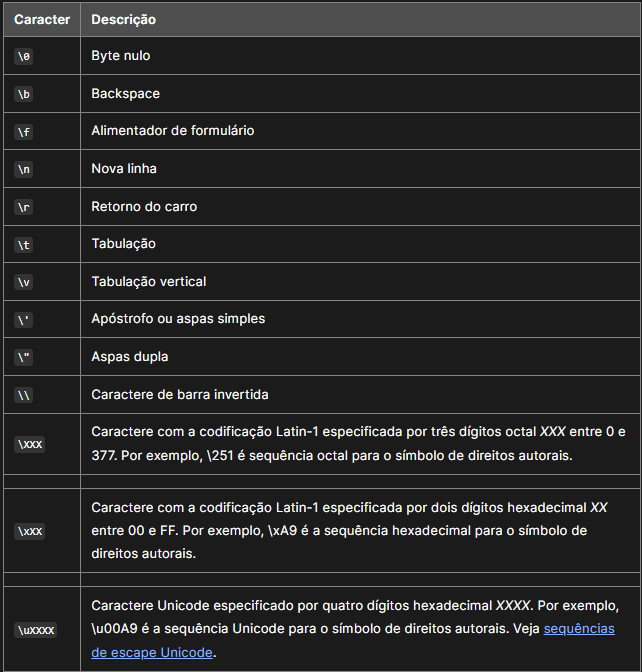 Caracter Descrição
\0 Byte nulo
\b Backspace
\f Alimentador de formulário
\n Nova linha
\r Retorno do carro
\t Tabulação
\v Tabulação vertical
\' Apóstrofo ou aspas simples
\" Aspas dupla
\\ Caractere de barra invertida
\XXX Caractere com a codificação Latin-1 especificada por três dígitos octal XXX entre 0 e
377. Por exemplo, \251 é sequência octal para o símbolo de direitos autorais.
\xXX Caractere com a codificação Latin-1 especificada por dois dígitos hexadecimal XX
entre 00 e FF. Por exemplo, \xA9 é a sequência hexadecimal para o símbolo de
direitos autorais.
\uXXXX Caractere Unicode especificado por quatro dígitos hexadecimal XXXX. Por exemplo,
\u00A9 é a sequência Unicode para o símbolo de direitos autorais. Veja sequências
de escape Unicode.